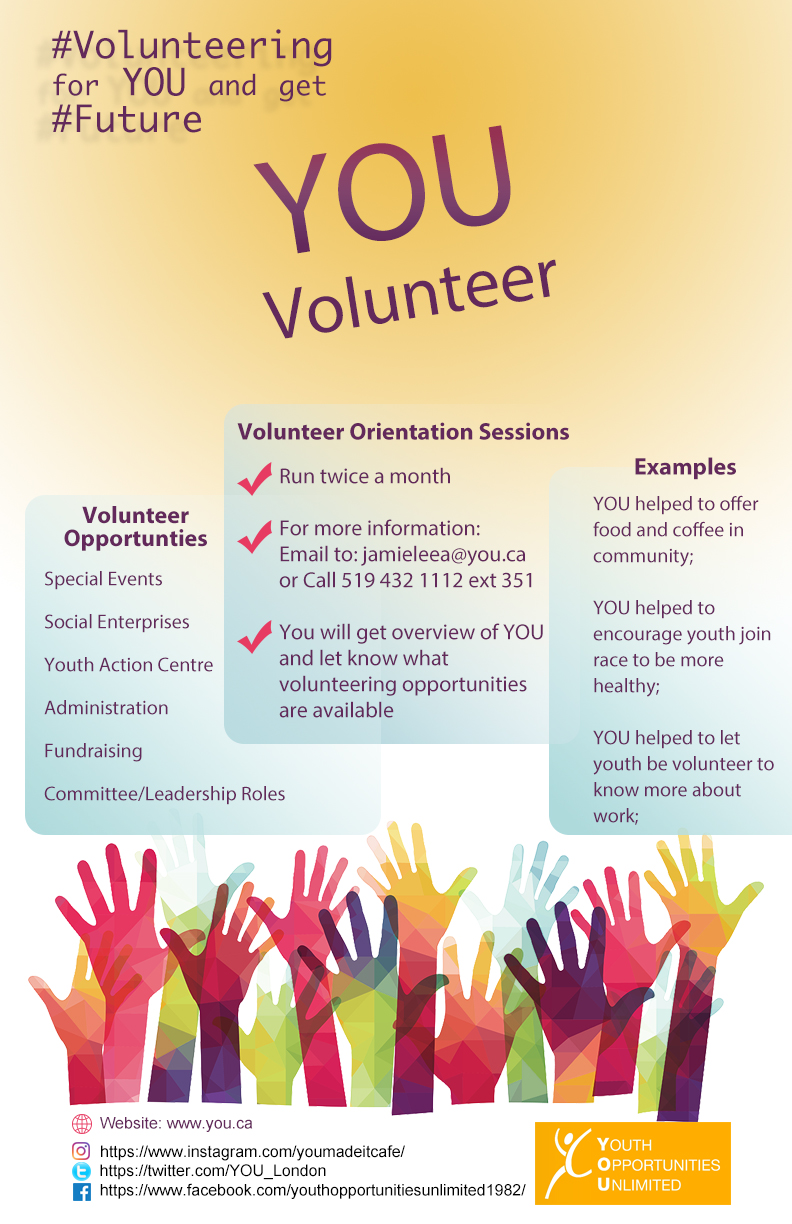 #Volunteering
for YOU and get
#Future
YOU
Volunteer
Volunteer Orientation Sessions
Run twice a month
For more information:
Email to: jamieleea@you.ca
or Call 519 432 1112 ext 351
You will get overview of YOU
and let know what
volunteering opportunities
are available
Volunteer
Opportunties
Special Events
Social Enterprises
Youth Action Centre
Administration
Fundraising
Committee/Leadership Roles
Examples
YOU helped to offer
food and coffee in
community;
YOU helped to
encourage youth join
race to be more
healthy;
YOU helped to let
youth be volunteer to
know more about
work;
Website: www.you.ca
https://www.instagram.com/youmadeitcafe/
https://twitter.com/YOU_London
https://www.facebook.com/youthopportunitiesunlimited1982/
YOUTH
OPPORTUNITIES
UNLIMITED